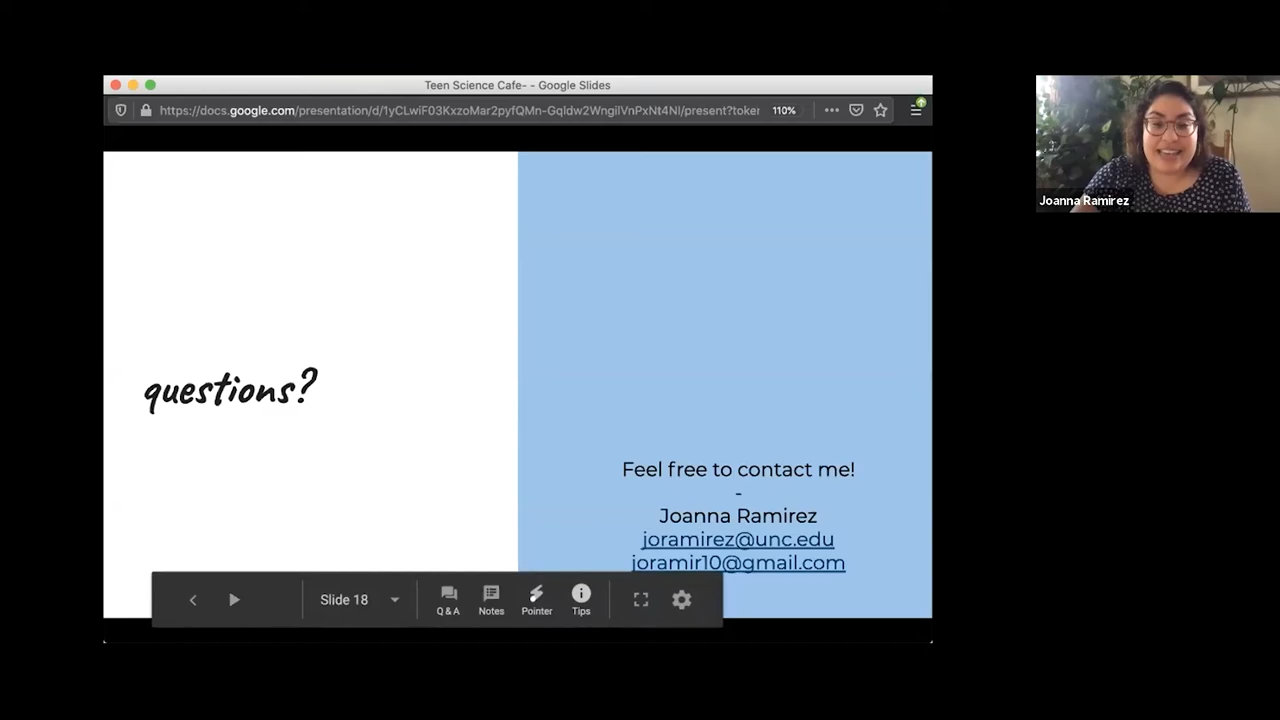 Teen Science Cafe- - Google Slides
https://docs.google.com/presentation/d/1yCLwiF03KxzoMar2pyfQMn-GqIdw2WngilVnPxNt4NI/present?toker
110%
questions?
Feel free to contact me!
-
Joanna Ramirez
joramirez@unc.edu
joramir10@gmail.com
Slide 18
Q & A
Notes
Pointer
Tips
Joanna Ramirez